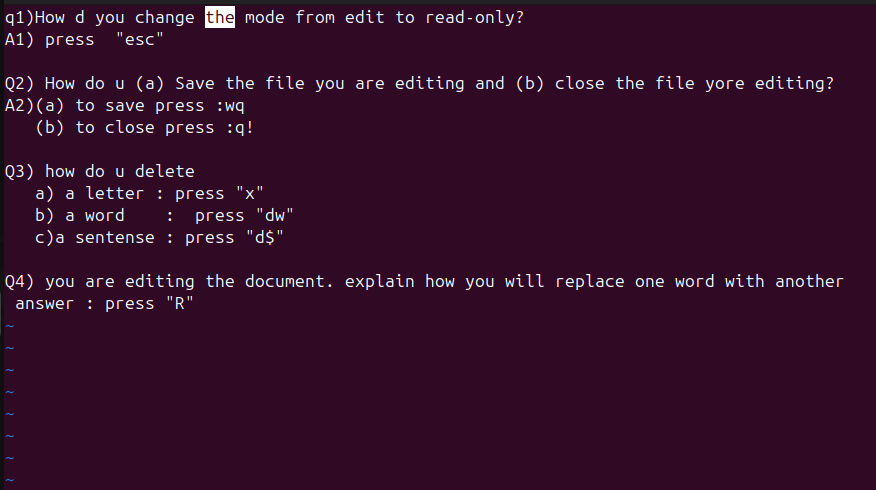 q1)How d you change the mode from edit to read-only?
A1) press  "esc"

Q2) How do u (a) Save the file you are editing and (b) close the file yore editing?
A2)(a) to save press :wq
   (b) to close press :q!

Q3) how do u delete
   a) a letter : press "x"
   b) a word    :  press "dw"
   c)a sentense : press "d$"

Q4) you are editing the document. explain how you will replace one word with another
 answer : press "R"
~
~
~
~
~
~
~
~